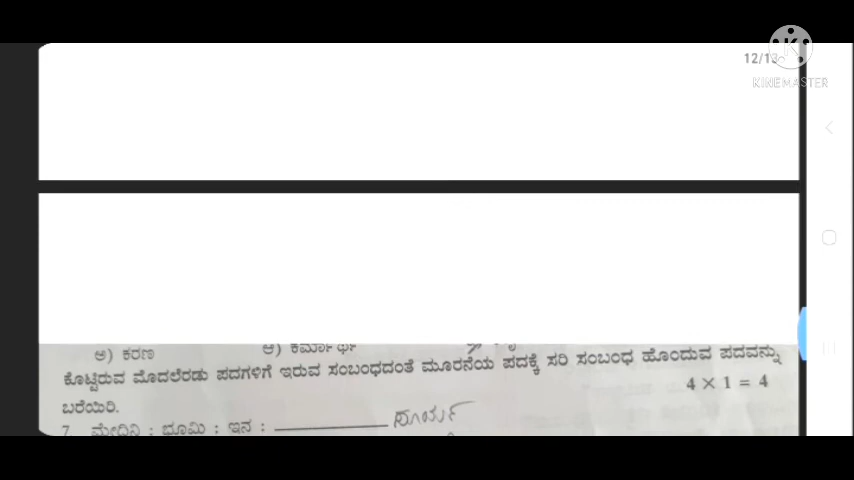 12/13
KINEMASTER
ಅ) ಕರಣ ಆ) ಕರ್ಮಾರ್ಥ
ಕೊಟ್ಟಿರುವ ಮೊದಲೆರಡು ಪದಗಳಿಗೆ ಇರುವ ಸಂಬಂಧದಂತೆ ಮೂರನೆಯ ಪದಕ್ಕೆ ಸರಿ ಸಂಬಂಧ ಹೊಂದುವ ಪದವನ್ನು
ಬರೆಯಿರಿ. 4 × 1 = 4
7. ಮೇದಿನಿ : ಭೂಮಿ : ಇನ : ಸೂರ್ಯ